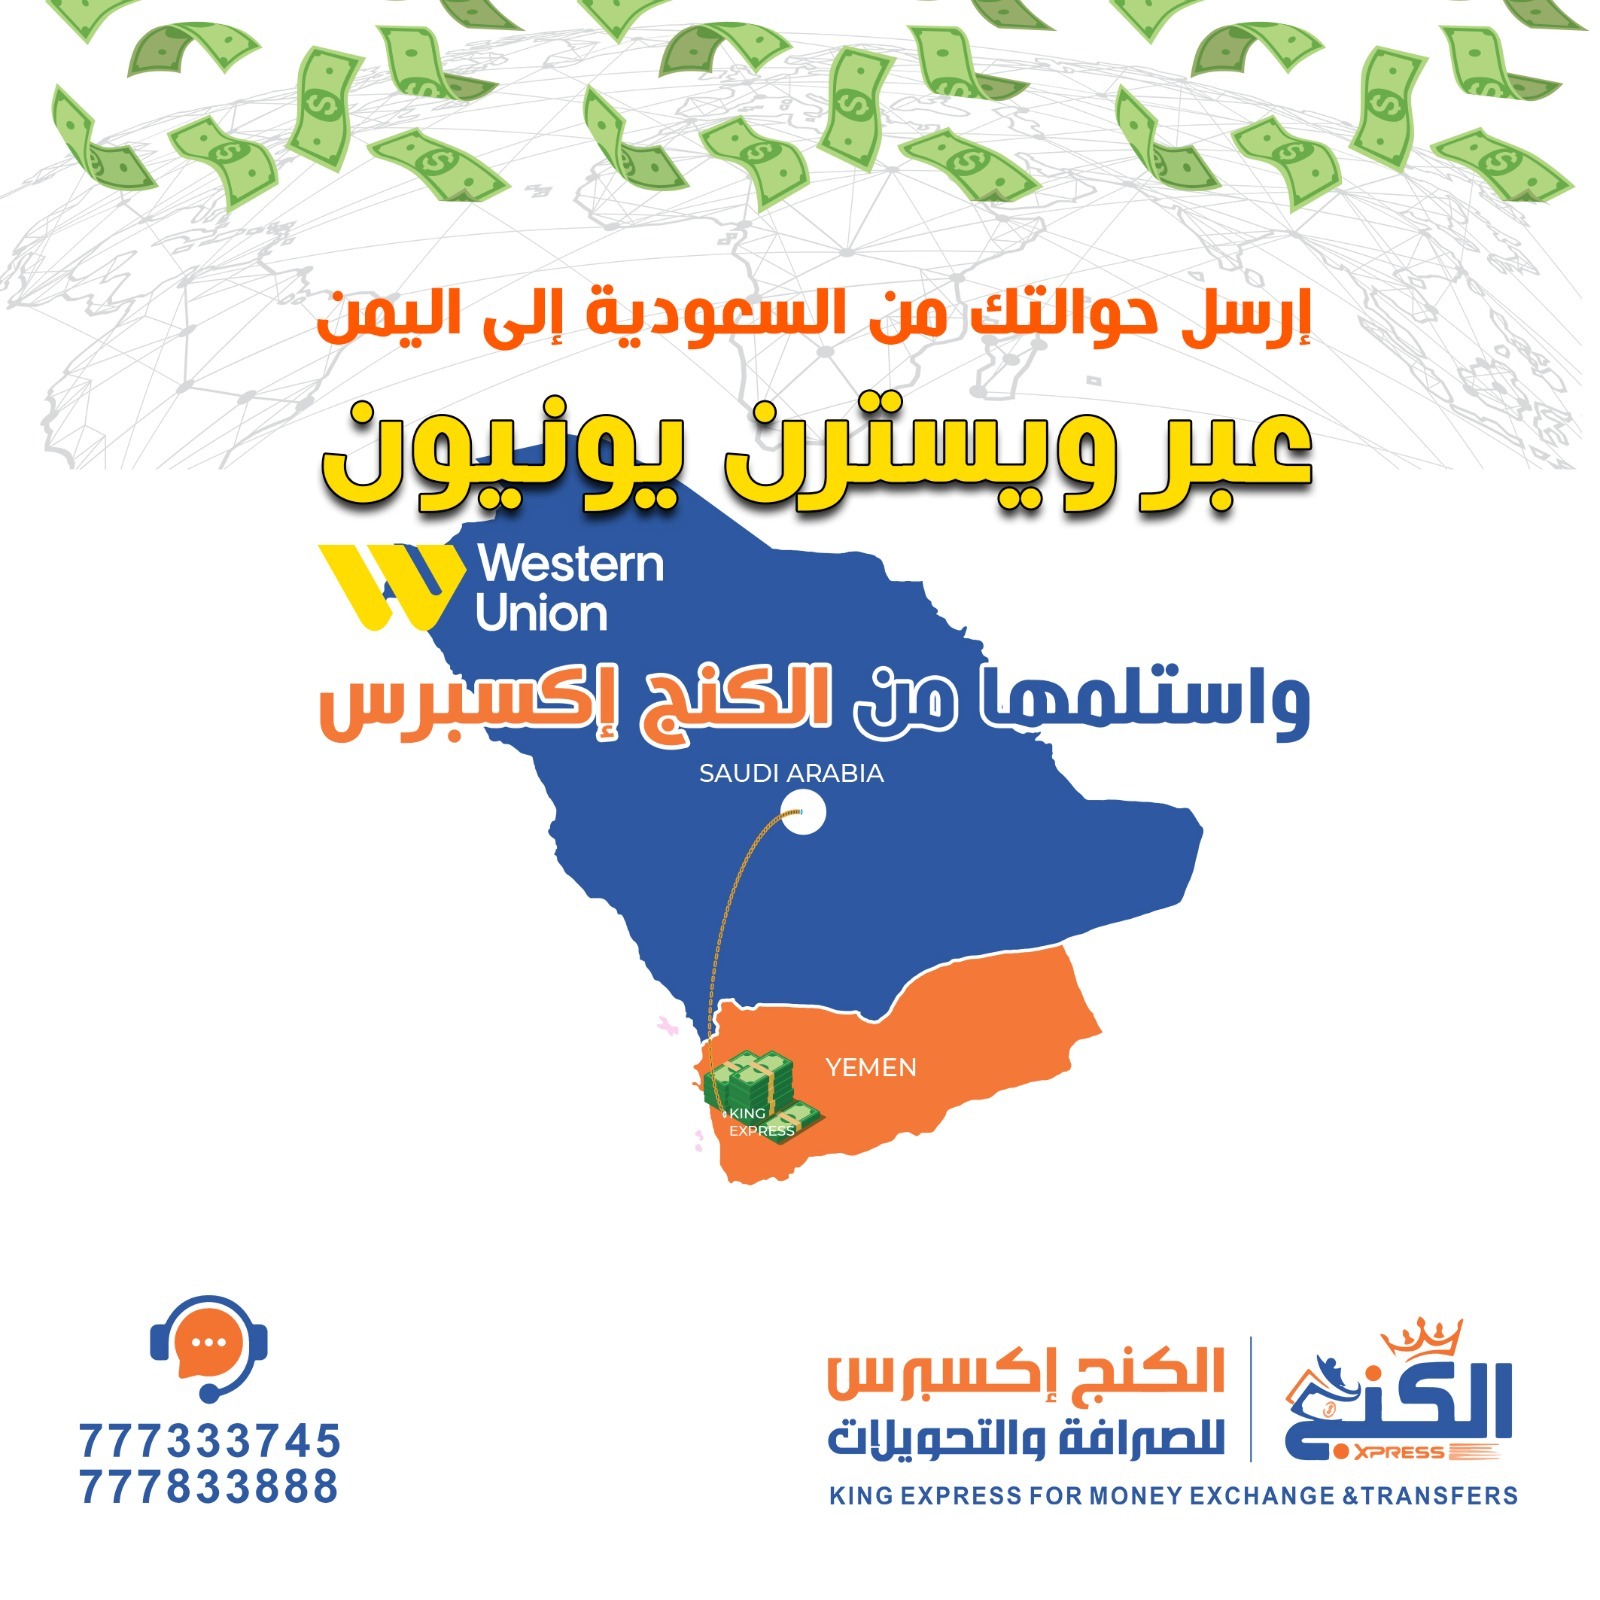 إرسل حوالتك من السعودية إلى اليمن
عبر ويسترن يونيون
Western
Union
واستلمها من الكنج إكسبرس
SAUDI ARABIA
YEMEN
KING
EXPRESS
الكنج
XPRESS
الكنج إكسبرس
للصرافة والتحويلات
KING EXPRESS FOR MONEY EXCHANGE &TRANSFERS
777333745
777833888